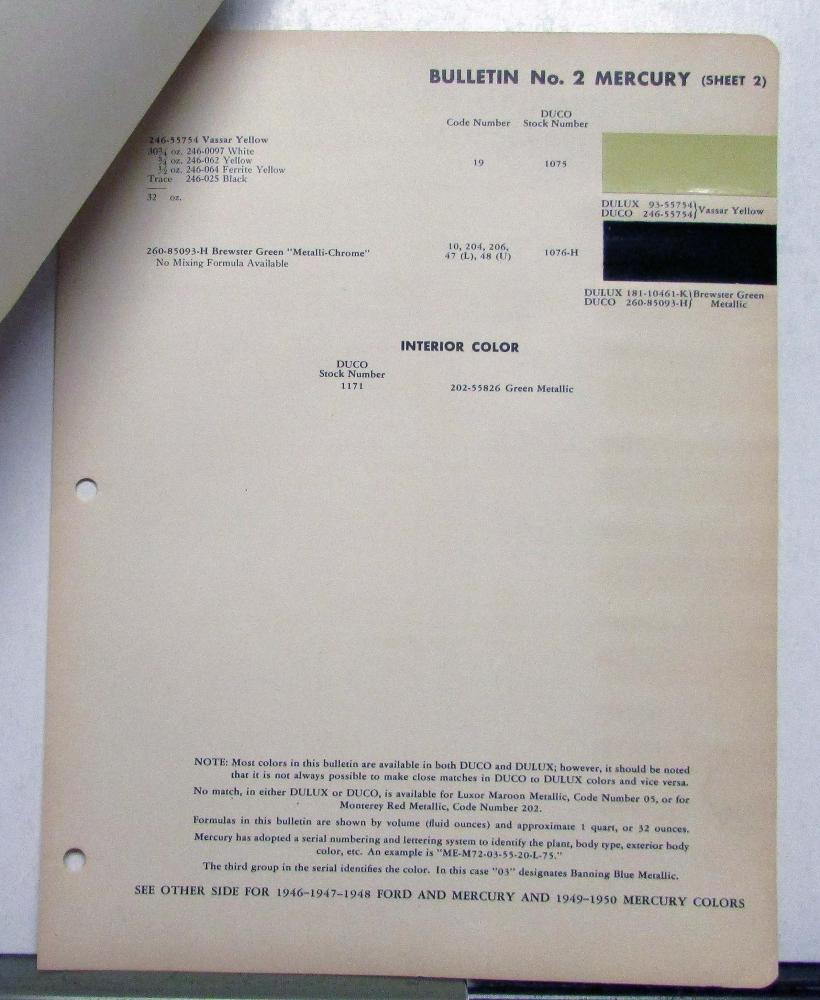 BULLETIN No. 2 MERCURY (SHEET 2)
Code Number
DUCO
Stock Number
246-55754 Vassar Yellow
30¾ oz. 246-0097 White
¾ oz. 246-062 Yellow
½ oz. 246-064 Ferrite Yellow
Trace 246-025 Black
32 oz.
19
1075
DULUX 93-55754
DUCO 246-55754
Vassar Yellow
260-85093-H Brewster Green "Metalli-Chrome"
No Mixing Formula Available
10, 204, 206,
47 (L), 48 (U)
1076-H
DULUX 181-10461-K
DUCO 260-85093-H
Brewster Green
Metallic
INTERIOR COLOR
DUCO
Stock Number
1171
202-55826 Green Metallic
NOTE: Most colors in this bulletin are available in both DUCO and DULUX; however, it should be noted
that it is not always possible to make close matches in DUCO to DULUX colors and vice versa.
No match, in either DULUX or DUCO, is available for Luxor Maroon Metallic, Code Number 05, or for
Monterey Red Metallic, Code Number 202.
Formulas in this bulletin are shown by volume (fluid ounces) and approximate 1 quart, or 32 ounces.
Mercury has adopted a serial numbering and lettering system to identify the plant, body type, exterior body
color, etc. An example is "ME-M72-03-55-20-L-75."
The third group in the serial identifies the color. In this case "03" designates Banning Blue Metallic.
SEE OTHER SIDE FOR 1946–1947–1948 FORD AND MERCURY AND 1949–1950 MERCURY COLORS